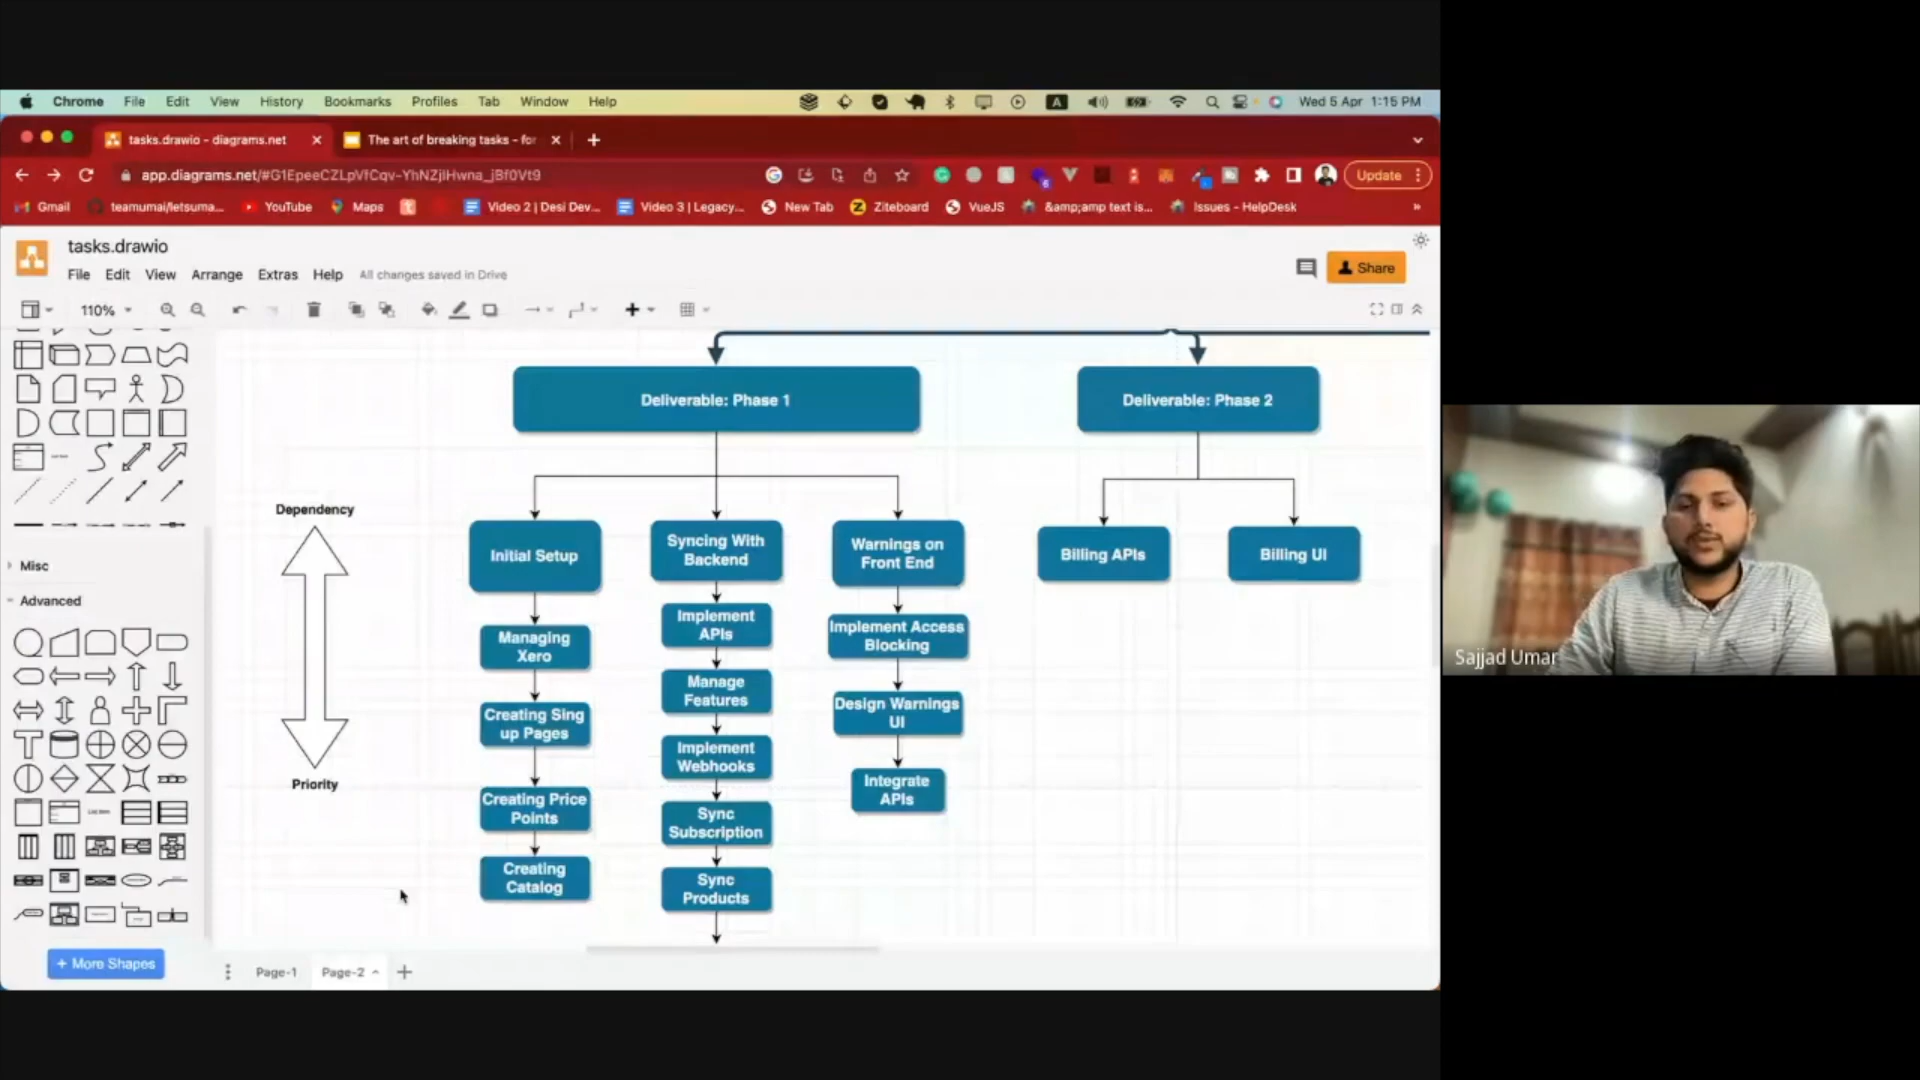 Chrome File Edit View History Bookmarks Profiles Tab Window Help
A
Wed 5 Apr 1:15 PM
tasks.drawio - diagrams.net
The art of breaking tasks - for
app.diagrams.net/#G1EpeeCZLpVfCqv-YhNZjlHwna_jBf0Vt9
Update
Gmail
teamumai/letsuma...
YouTube
Maps
Video 2 | Desi Dev...
Video 3 | Legacy...
New Tab
Ziteboard
VueJS
&amp;amp text is...
Issues - HelpDesk
»
tasks.drawio
File Edit View Arrange Extras Help
All changes saved in Drive
Share
110%
Deliverable: Phase 1
Deliverable: Phase 2
Dependency
Priority
Initial Setup
Managing
Xero
Creating Sing
up Pages
Creating Price
Points
Creating
Catalog
Syncing With
Backend
Implement
APIs
Manage
Features
Implement
Webhooks
Sync
Subscription
Sync
Products
Warnings on
Front End
Implement Access
Blocking
Design Warnings
UI
Integrate
APIs
Billing APIs
Billing UI
Misc
Advanced
+ More Shapes
Page-1
Page-2
Sajjad Umar